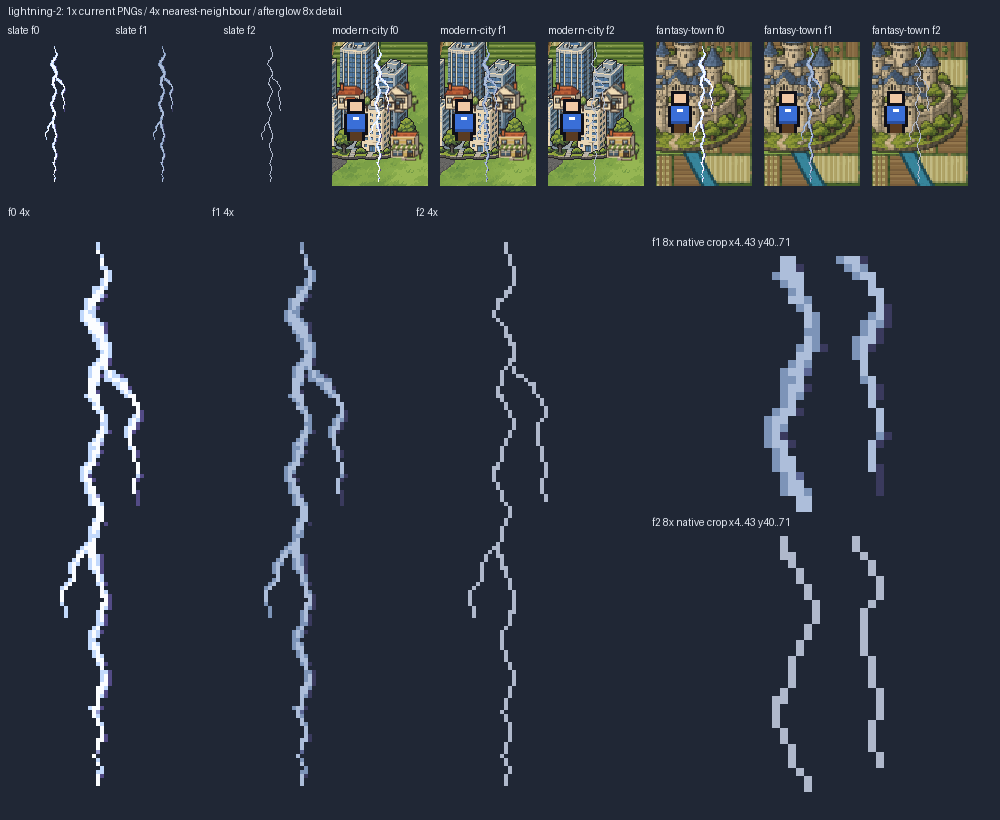 lightning-2: 1x current PNGs / 4x nearest-neighbour / afterglow 8x detail
slate f0
slate f1
slate f2
modern-city f0
modern-city f1
modern-city f2
fantasy-town f0
fantasy-town f1
fantasy-town f2
f0 4x
f1 4x
f2 4x
f1 8x native crop x4..43 y40..71
f2 8x native crop x4..43 y40..71